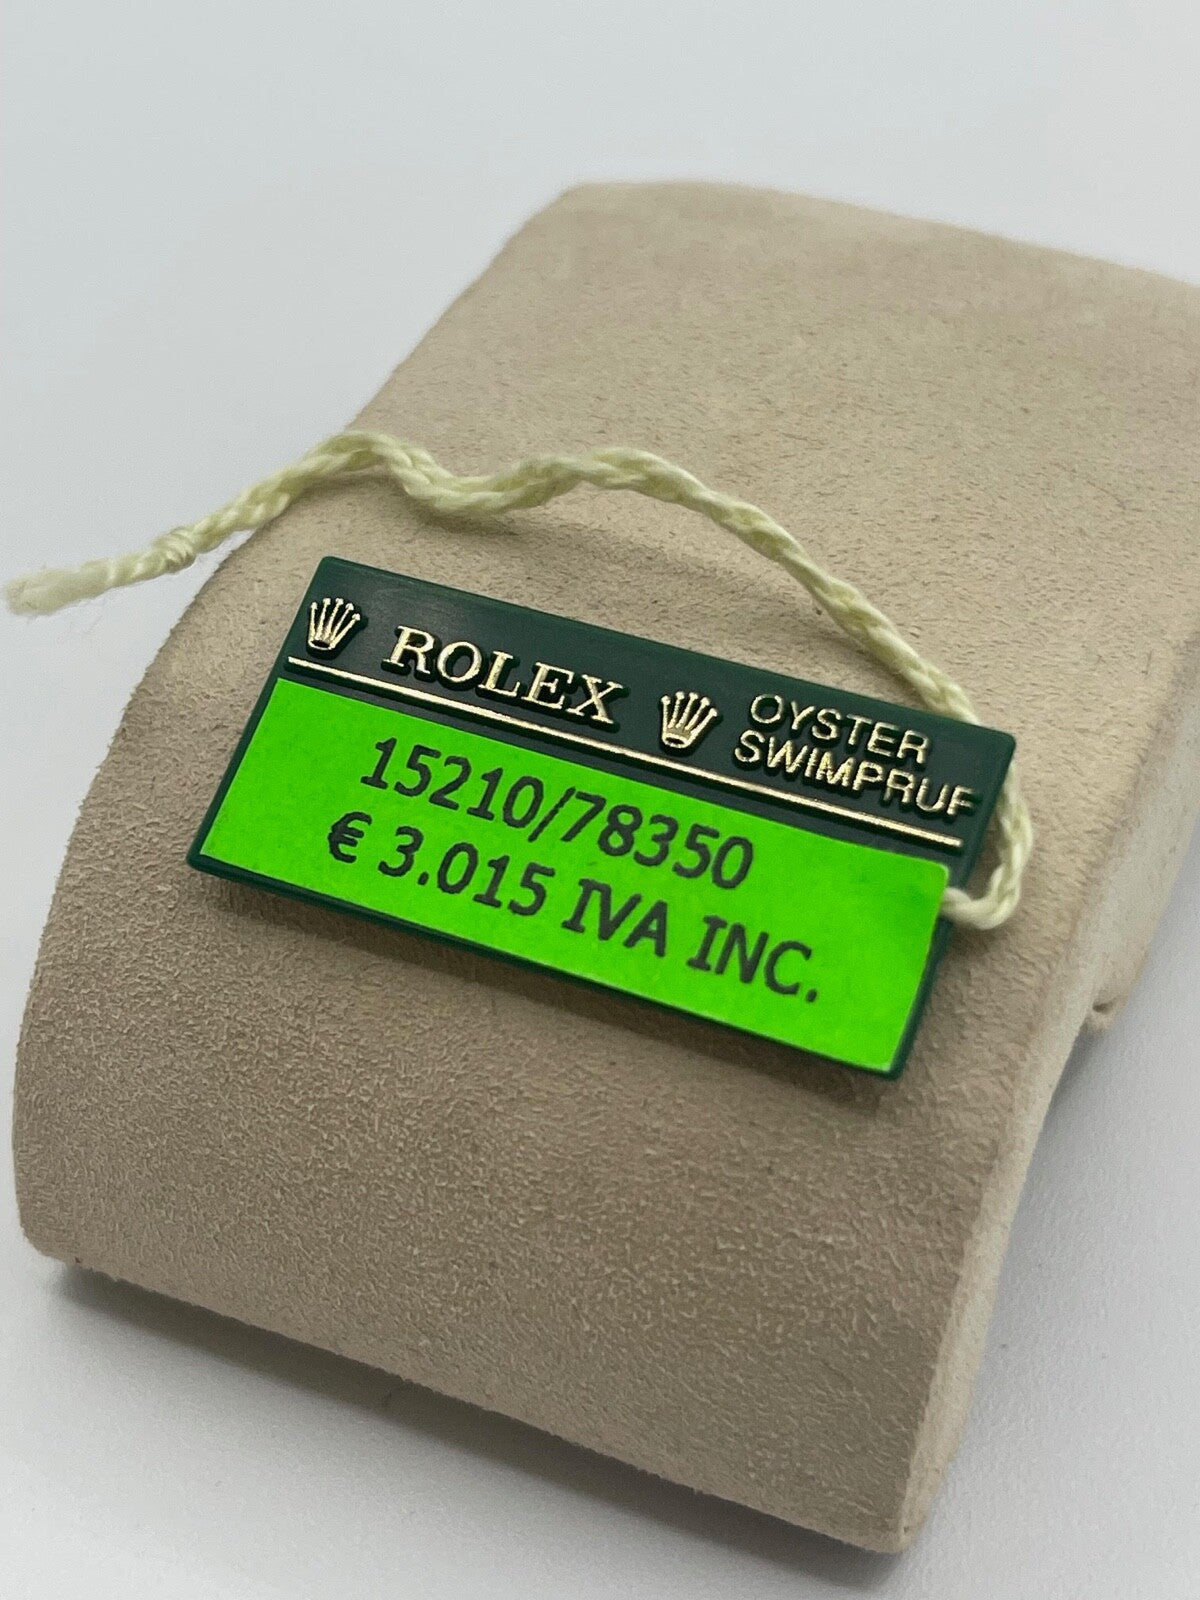 ROLEX OYSTER
SWIMPRUF
15210/78350
€ 3.015 IVA INC.